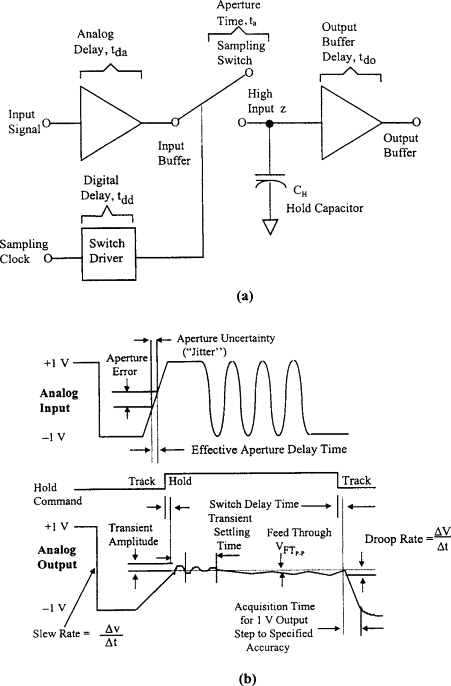 Analog
Delay, tda
Aperture
Time, ta
Sampling
Switch
Output
Buffer
Delay, tdo
Input
Signal
Input
Buffer
High
Input z
Output
Buffer
CH
Hold Capacitor
Digital
Delay, tdd
Sampling
Clock
Switch
Driver
(a)
Aperture Uncertainty
("Jitter")
+1 V
Aperture
Error
Analog
Input
−1 V
Effective Aperture Delay Time
Track
Hold
Track
Hold
Command
Switch Delay Time
+1 V
Transient
Amplitude
Transient
Settling
Time
Feed Through
VFTP-P
Droop Rate = ΔV
Δt
Analog
Output
−1 V
Slew Rate = Δv
Δt
Acquisition Time
for 1 V Output
Step to Specified
Accuracy
(b)